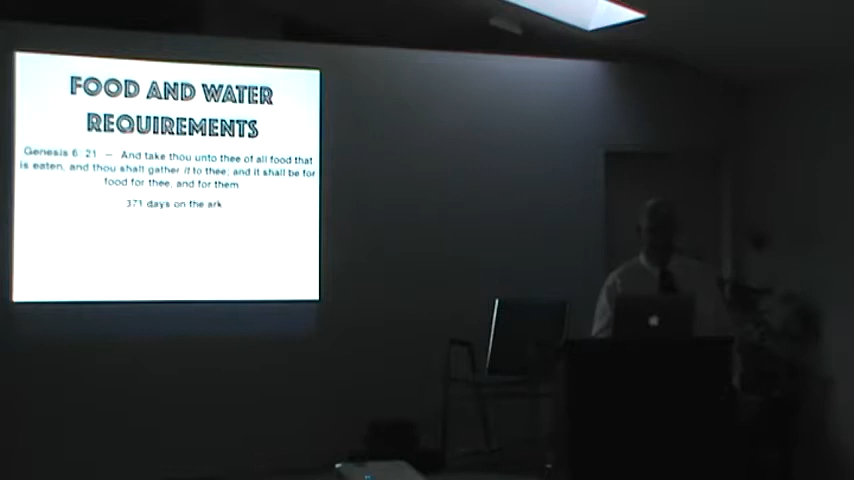 FOOD AND WATER
REQUIREMENTS
Genesis 6: 21 – And take thou unto thee of all food that
is eaten, and thou shalt gather it to thee; and it shall be for
food for thee, and for them.
371 days on the ark